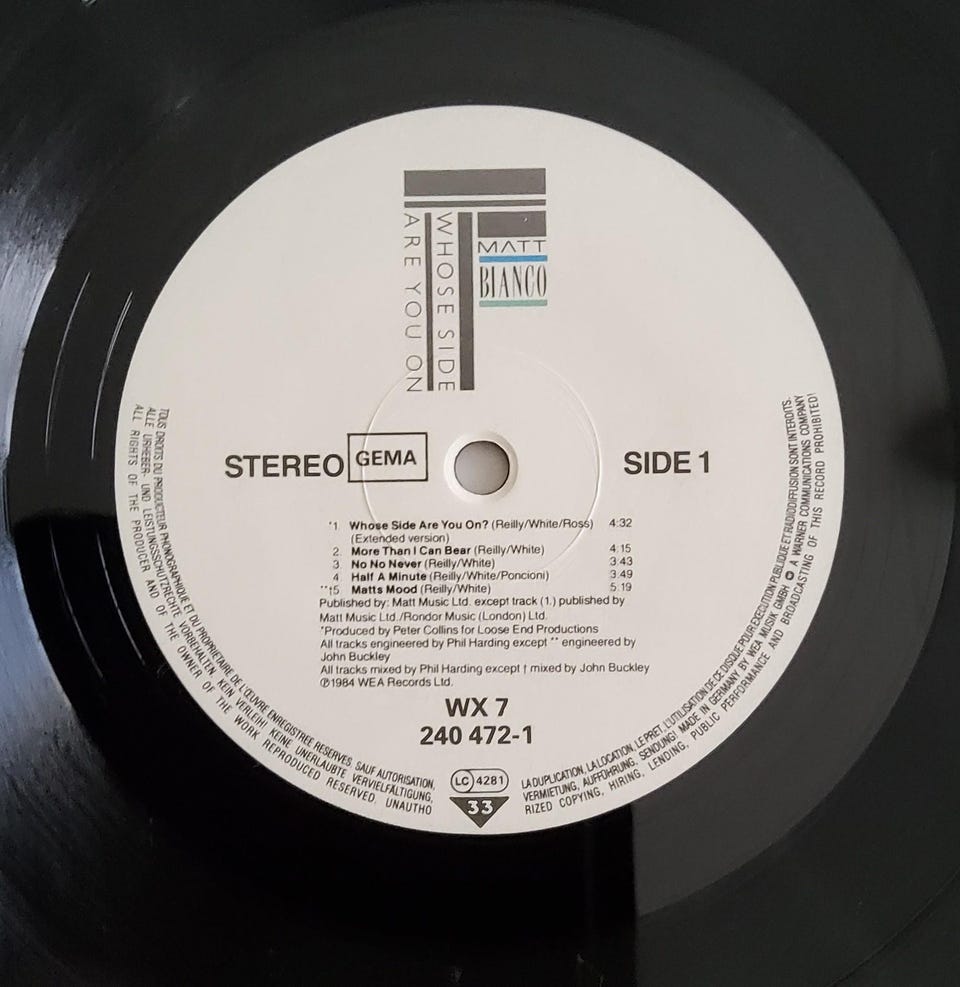 WHOSE SIDE
ARE YOU ON
MATT
BIANCO
STEREO GEMA SIDE 1
*1. Whose Side Are You On? (Reilly/White/Ross) 4:32
(Extended version)
2. More Than I Can Bear (Reilly/White) 4:15
3. No No Never (Reilly/White) 3:43
4 Half A Minute (Reilly/White/Poncioni) 3:49
**†5 Matts Mood (Reilly/White) 5:19
Published by: Matt Music Ltd. except track (1.) published by
Matt Music Ltd./Rondor Music (London) Ltd.
*Produced by Peter Collins for Loose End Productions
All tracks engineered by Phil Harding except ** engineered by
John Buckley
All tracks mixed by Phil Harding except † mixed by John Buckley
℗1984 WEA Records Ltd.
WX 7
240 472-1
LC 4281
33
TOUS DROITS DU PRODUCTEUR PHONOGRAPHIQUE ET DU PROPRIETAIRE DE L'ŒUVRE ENREGISTREE RESERVES. SAUF AUTORISATION, LA DUPLICATION, LA LOCATION, LE PRET, L'UTILISATION DE CE DISQUE POUR EXECUTION PUBLIQUE ET RADIODIFFUSION SONT INTERDITS.
ALLE URHEBER- UND LEISTUNGSSCHUTZRECHTE VORBEHALTEN. KEIN VERLEIH! KEINE UNERLAUBTE VERVIELFÄLTIGUNG, VERMIETUNG, AUFFÜHRUNG, SENDUNG! MADE IN GERMANY BY WEA MUSIK GMBH A WARNER COMMUNICATIONS COMPANY
ALL RIGHTS OF THE PRODUCER AND OF THE OWNER OF THE WORK REPRODUCED RESERVED. UNAUTHORIZED COPYING, HIRING, LENDING, PUBLIC PERFORMANCE AND BROADCASTING OF THIS RECORD PROHIBITED!